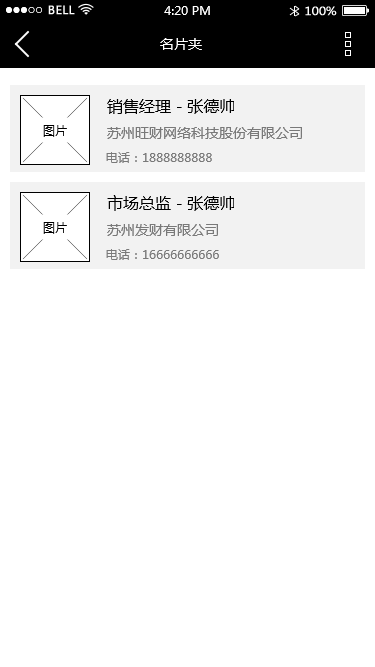 BELL 4:20 PM 100%
名片夹
图片
销售经理 - 张德帅
苏州旺财网络科技股份有限公司
电话：1888888888
图片
市场总监 - 张德帅
苏州发财有限公司
电话：16666666666